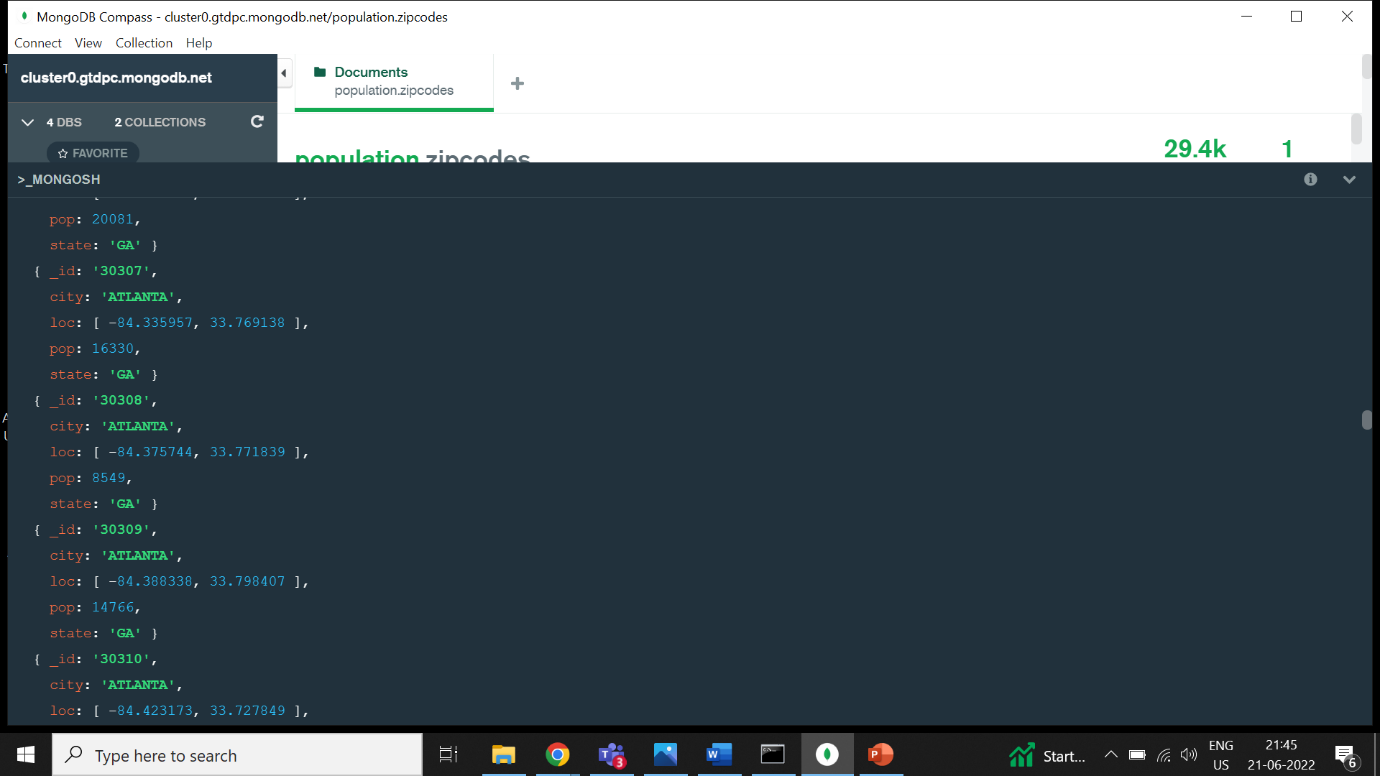 MongoDB Compass - cluster0.gtdpc.mongodb.net/population.zipcodes
Connect View Collection Help
cluster0.gtdpc.mongodb.net
Documents
population.zipcodes
4 DBS 2 COLLECTIONS
FAVORITE
population.zipcodes
29.4k 1
>_MONGOSH
pop: 20081,
state: 'GA' }
{ _id: '30307',
city: 'ATLANTA',
loc: [ -84.335957, 33.769138 ],
pop: 16330,
state: 'GA' }
{ _id: '30308',
city: 'ATLANTA',
loc: [ -84.375744, 33.771839 ],
pop: 8549,
state: 'GA' }
{ _id: '30309',
city: 'ATLANTA',
loc: [ -84.388338, 33.798407 ],
pop: 14766,
state: 'GA' }
{ _id: '30310',
city: 'ATLANTA',
loc: [ -84.423173, 33.727849 ],
Type here to search
3
Start...
ENG
US
21:45
21-06-2022
6